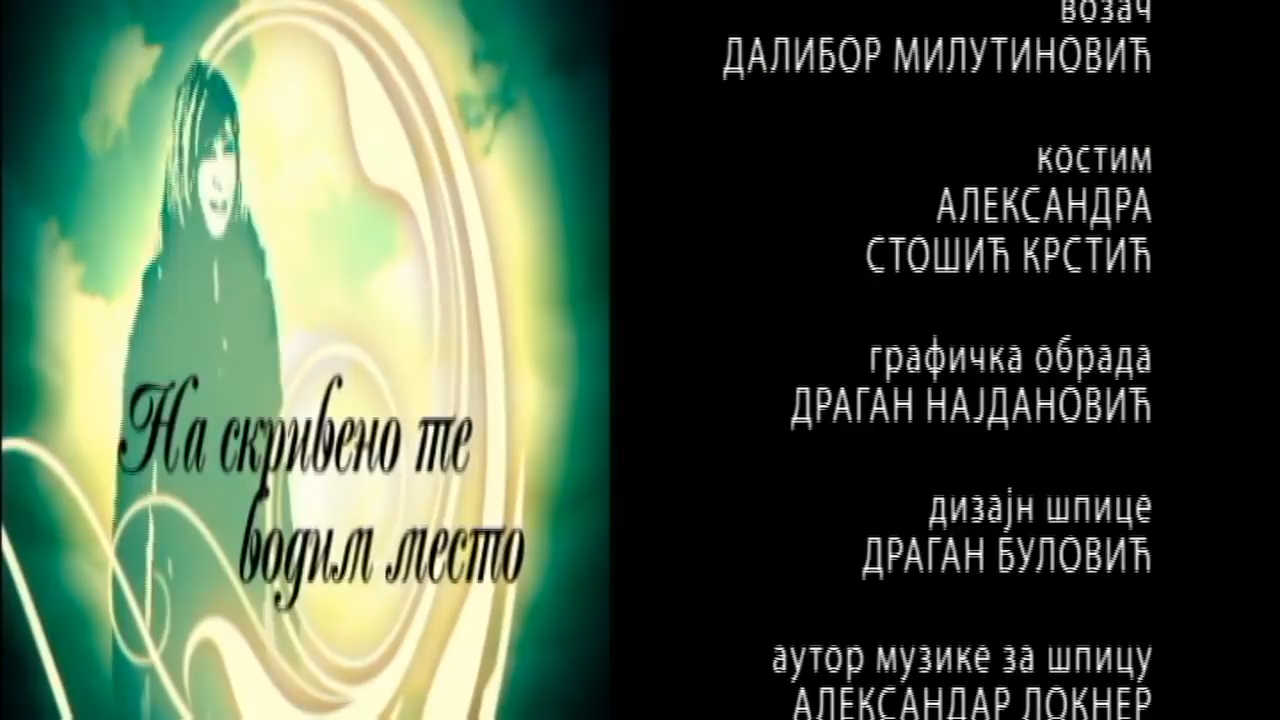 На скривено те
водим место
возач
ДАЛИБОР МИЛУТИНОВИЋ
костим
АЛЕКСАНДРА
СТОШИЋ КРСТИЋ
графичка обрада
ДРАГАН НАЈДАНОВИЋ
дизајн шпице
ДРАГАН БУЛОВИЋ
аутор музике за шпицу
АЛЕКСАНДАР ЛОКНЕР